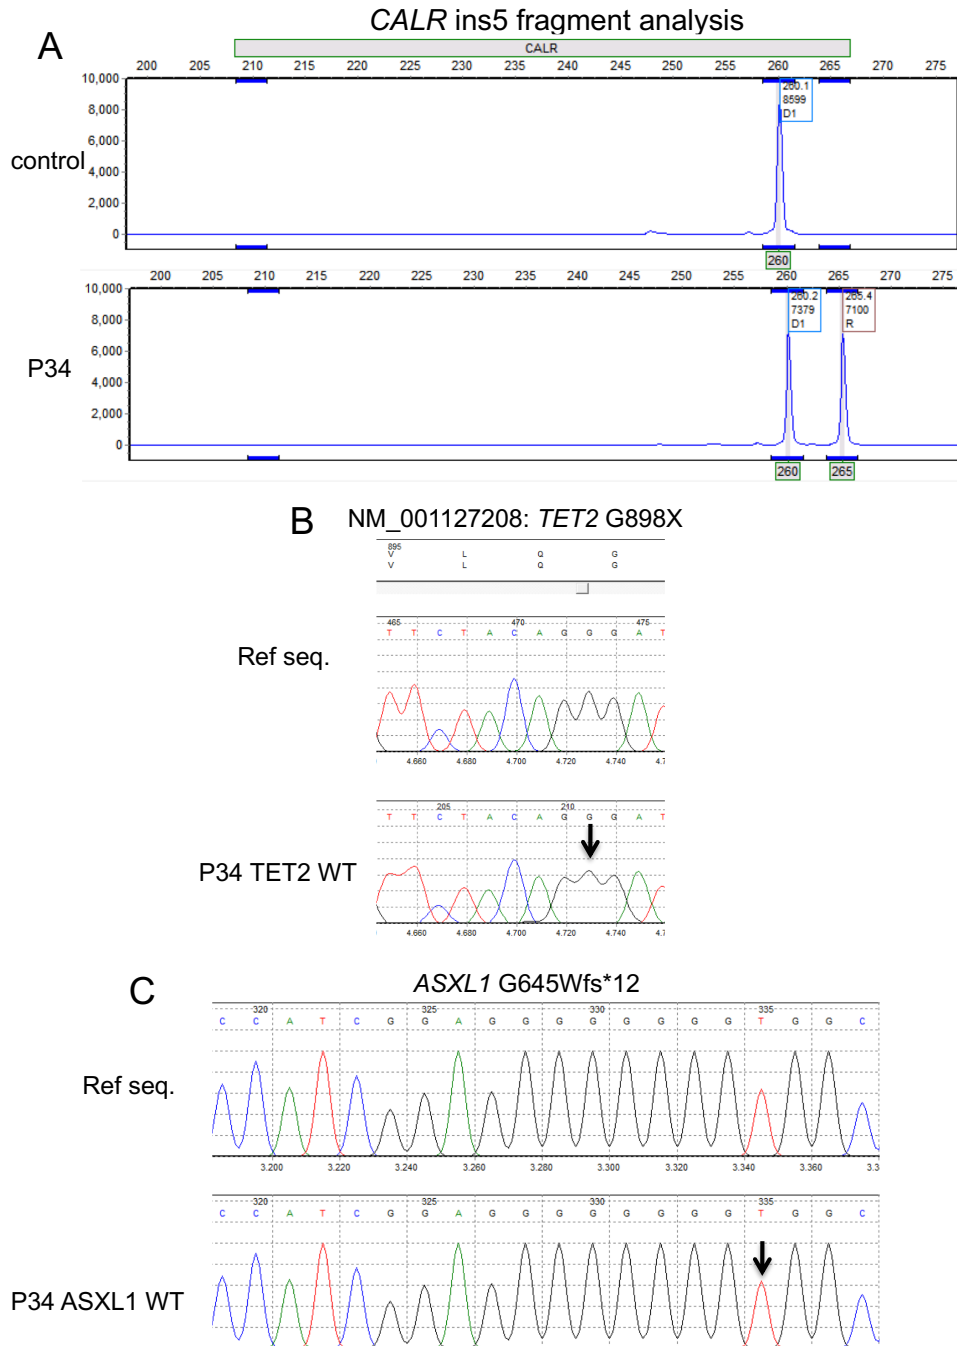 CALR ins5 fragment analysis
A
CALR
200 205 210 215 220 225 230 235 240 245 250 255 260 265 270 275
10,000
8,000
6,000
4,000
2,000
0
control
260.1
8599
D1
260
200 205 210 215 220 225 230 235 240 245 250 255 260 265 270 275
10,000
8,000
6,000
4,000
2,000
0
P34
260.2
7379
D1
265.4
7100
R
260 265
B NM_001127208: TET2 G898X
895
V L Q G
V L Q G
465 470 475
T T C T A C A G G G A T
Ref seq.
4.660 4.680 4.700 4.720 4.740
205 210
T T C T A C A G G G A T
P34 TET2 WT
4.660 4.680 4.700 4.720 4.740
C ASXL1 G645Wfs*12
320 325 330 335
C C A T C G G A G G G G G G G G T G G C
Ref seq.
3.200 3.220 3.240 3.260 3.280 3.300 3.320 3.340 3.360 3.3
320 325 330 335
C C A T C G G A G G G G G G G G T G G C
P34 ASXL1 WT